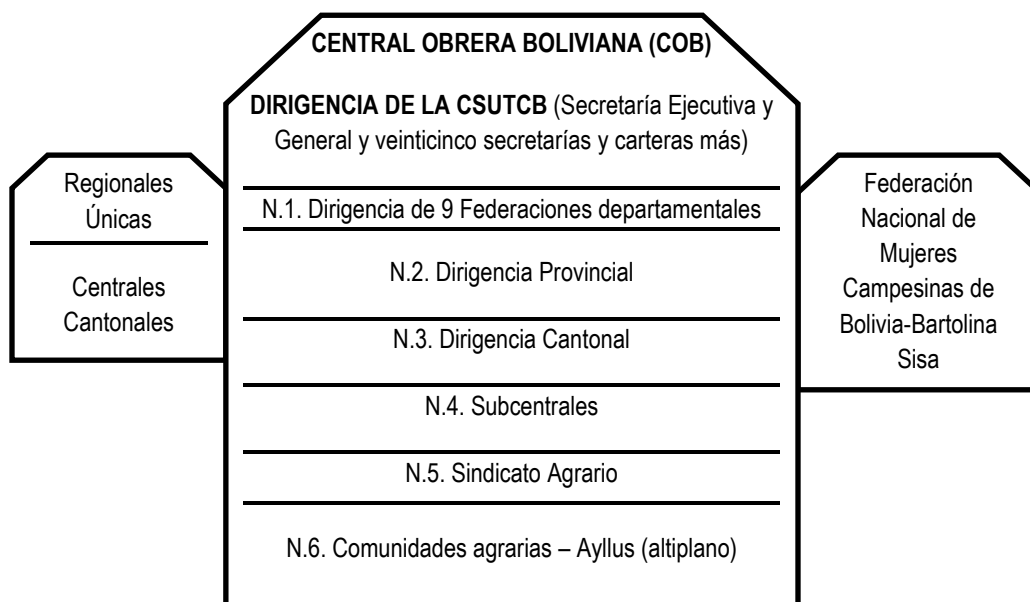 CENTRAL OBRERA BOLIVIANA (COB)
DIRIGENCIA DE LA CSUTCB (Secretaría Ejecutiva y
General y veinticinco secretarías y carteras más)
Regionales
Únicas
Centrales
Cantonales
N.1. Dirigencia de 9 Federaciones departamentales
N.2. Dirigencia Provincial
N.3. Dirigencia Cantonal
N.4. Subcentrales
N.5. Sindicato Agrario
N.6. Comunidades agrarias – Ayllus (altiplano)
Federación
Nacional de
Mujeres
Campesinas de
Bolivia-Bartolina
Sisa